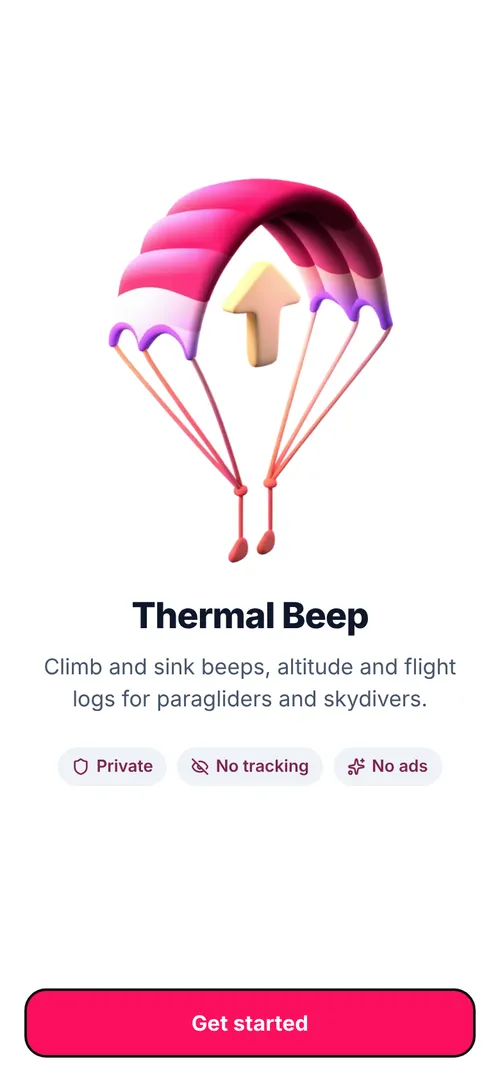 Thermal Beep
Climb and sink beeps, altitude and flight
logs for paragliders and skydivers.
Private
No tracking
No ads
Get started